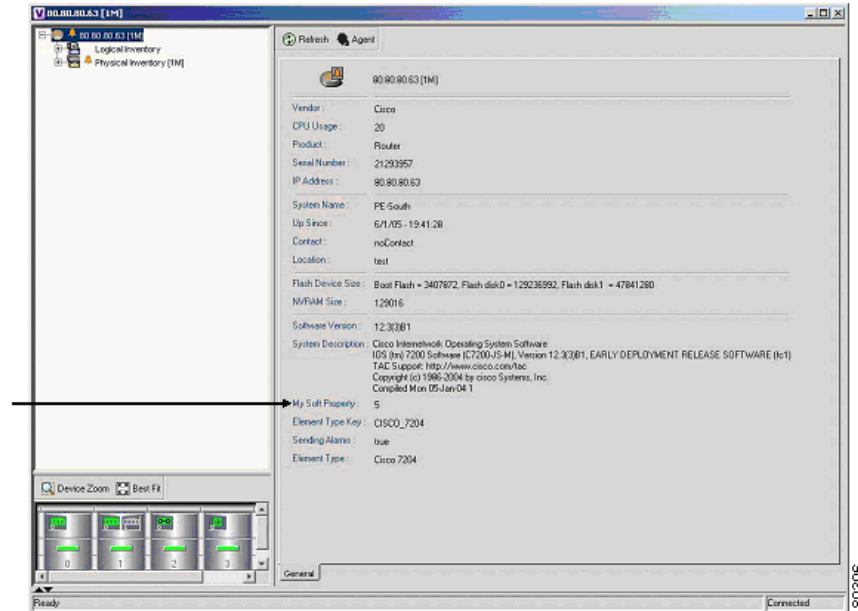 80.80.80.63 [1M]
80.80.80.63 [1M]
Logical Inventory
Physical Inventory [1M]
Refresh Agent
80.80.80.63 [1M]
Vendor : Cisco
CPU Usage : 20
Product : Router
Serial Number : 21293957
IP Address : 80.80.80.63
System Name : PE-South
Up Since : 6/1/05 - 19:41:28
Contact : noContact
Location : test
Flash Device Size : Boot Flash = 3407872, Flash disk0 = 129236992, Flash disk1 = 47841280
NVRAM Size : 129016
Software Version : 12.3(3)B1
System Description : Cisco Internetwork Operating System Software
IOS (tm) 7200 Software (C7200-JS-M), Version 12.3(3)B1, EARLY DEPLOYMENT RELEASE SOFTWARE (fc1)
TAC Support: http://www.cisco.com/tac
Copyright (c) 1986-2004 by cisco Systems, Inc.
Compiled Mon 05-Jan-04 1
My Soft Property : 5
Element Type Key : CISCO_7204
Sending Alarms : true
Element Type : Cisco 7204
Device Zoom Best Fit
0 1 2 3
General
Ready Connected